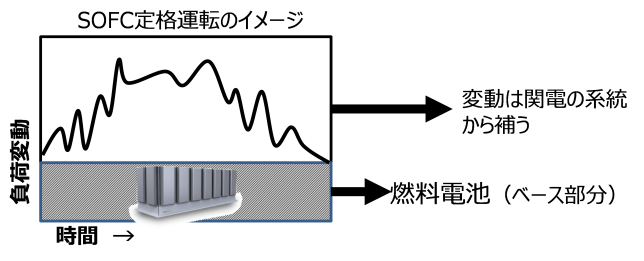 SOFC定格運転のイメージ
変動は関電の系統
から補う
負荷変動
燃料電池（ベース部分）
時間　→